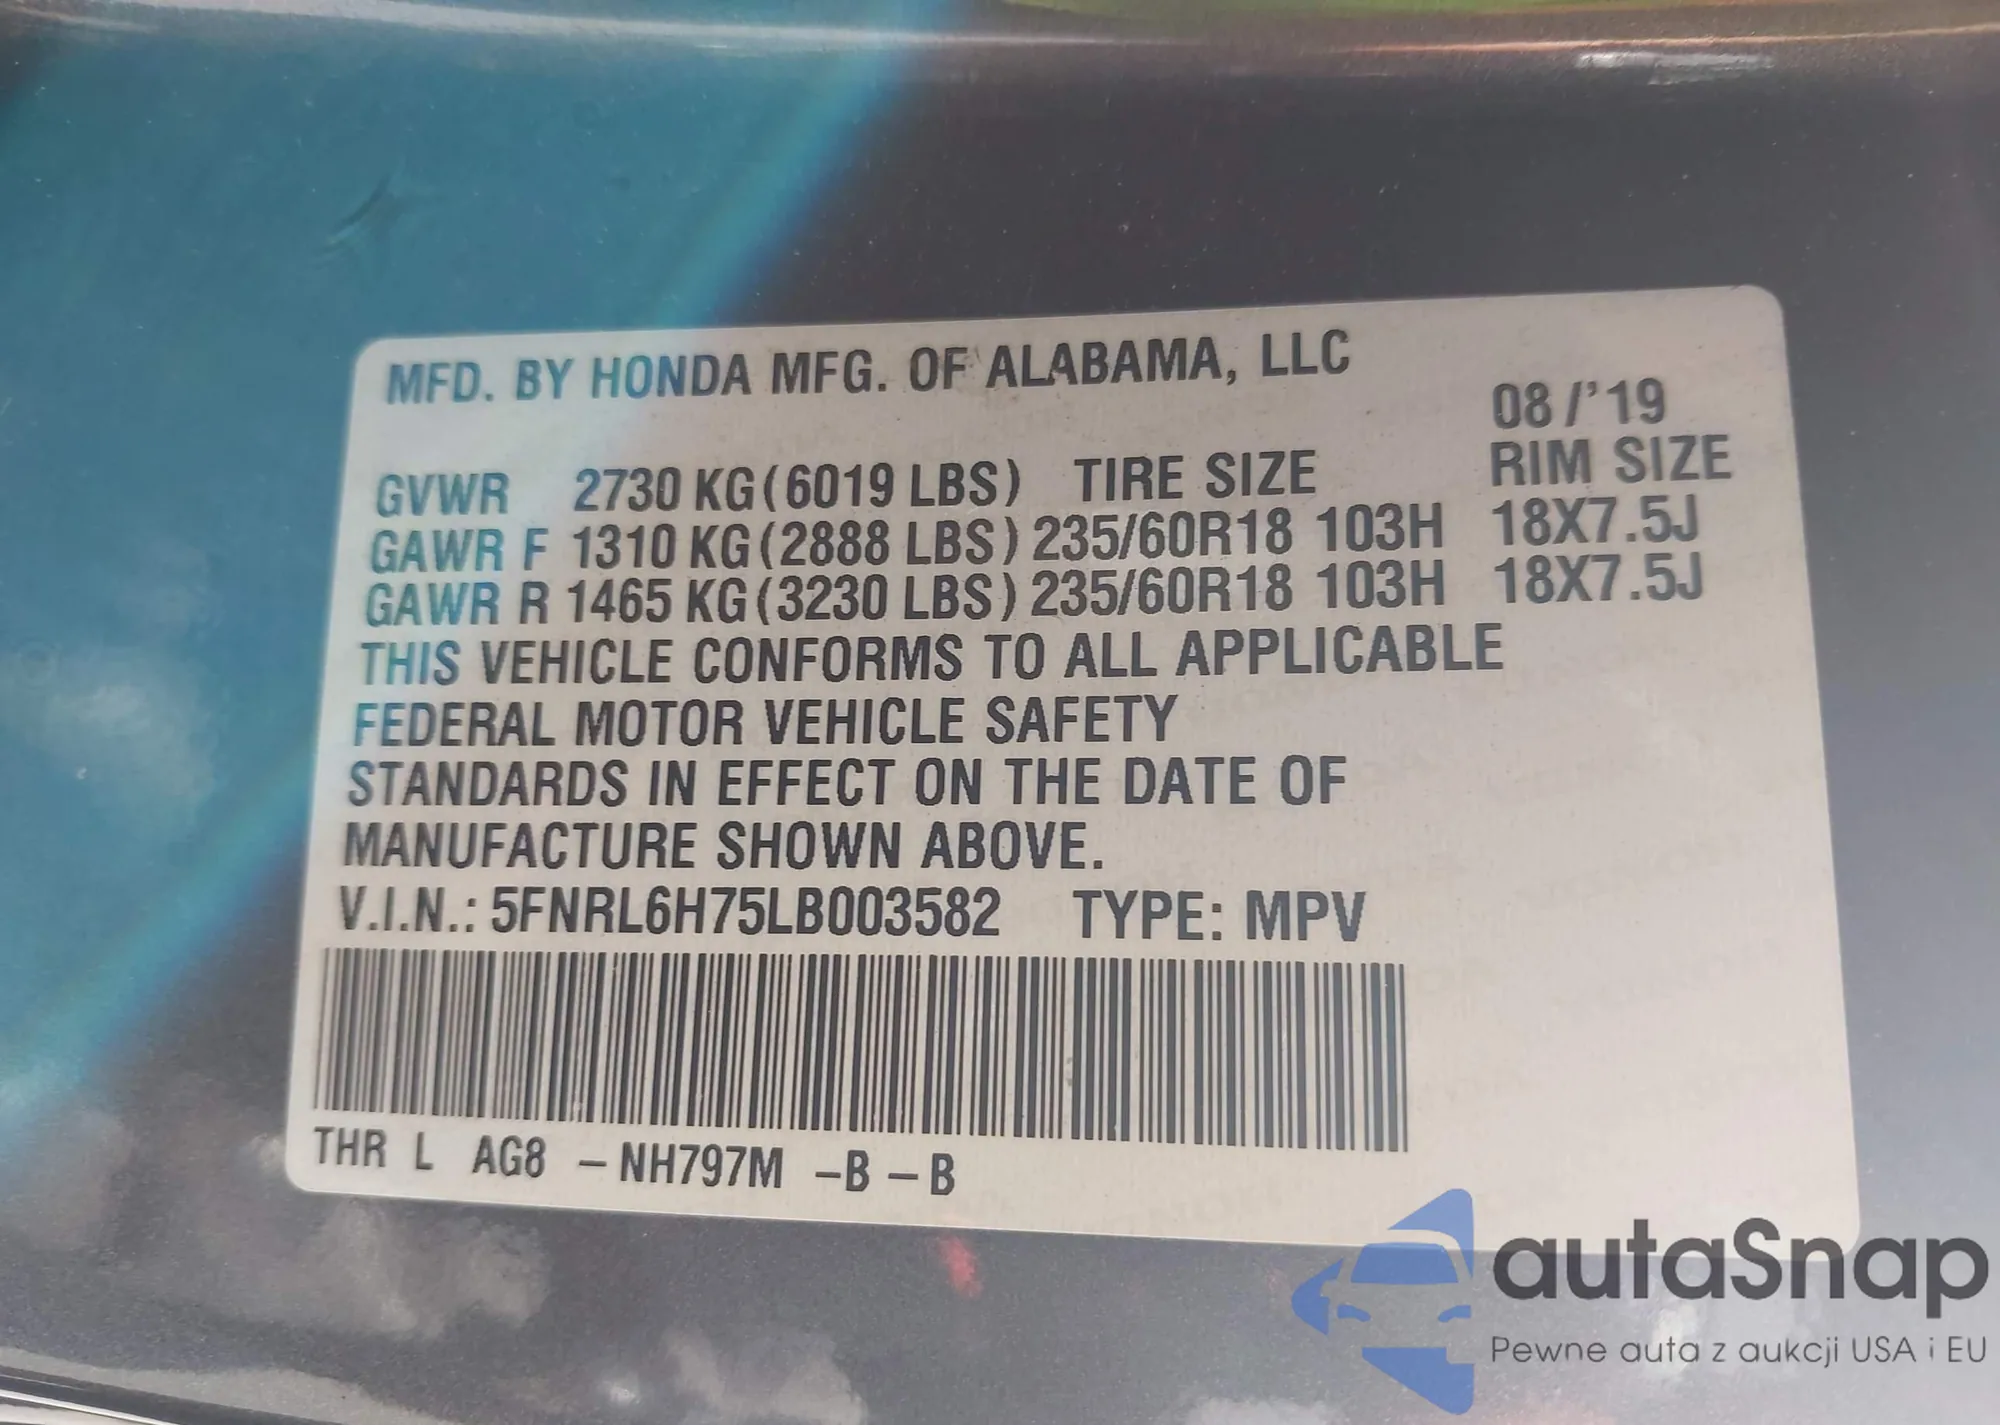 MFD. BY HONDA MFG. OF ALABAMA, LLC
08/'19
GVWR 2730 KG(6019 LBS) TIRE SIZE RIM SIZE
GAWR F 1310 KG(2888 LBS) 235/60R18 103H 18X7.5J
GAWR R 1465 KG(3230 LBS) 235/60R18 103H 18X7.5J
THIS VEHICLE CONFORMS TO ALL APPLICABLE
FEDERAL MOTOR VEHICLE SAFETY
STANDARDS IN EFFECT ON THE DATE OF
MANUFACTURE SHOWN ABOVE.
V.I.N.: 5FNRL6H75LB003582 TYPE: MPV
THR L AG8 –NH797M –B –B
autaSnap
Pewne auta z aukcji USA i EU